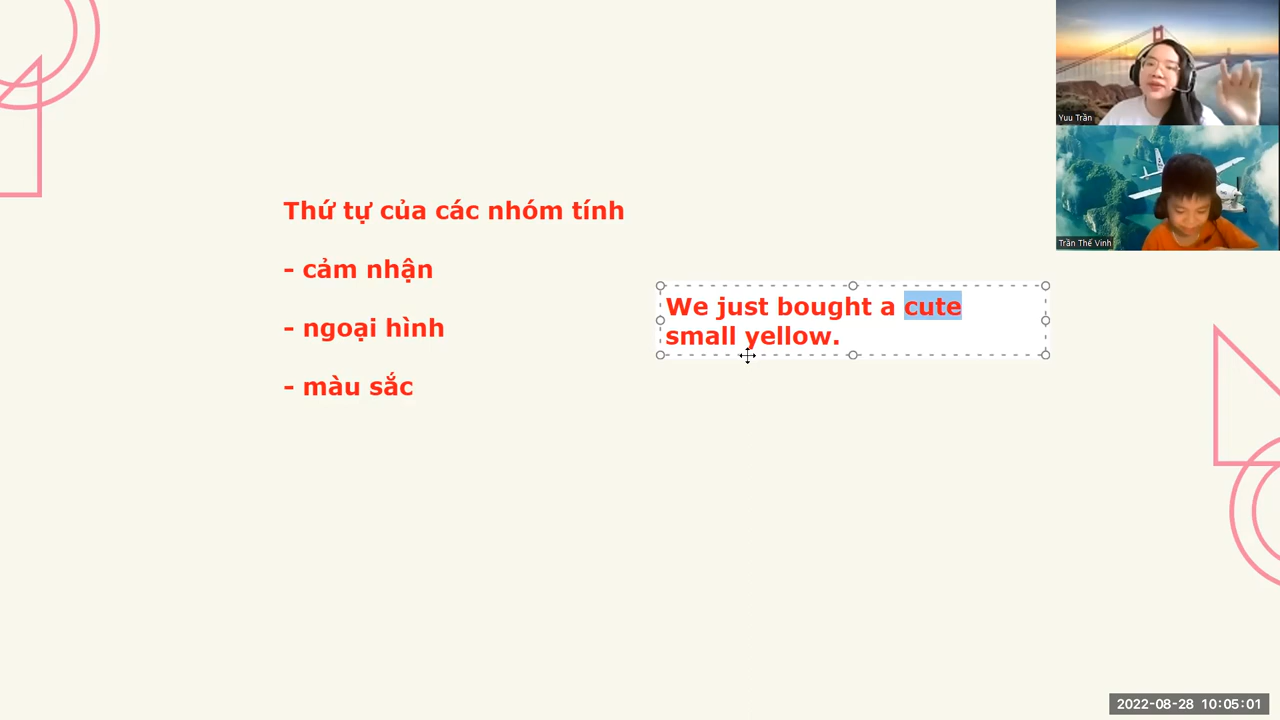 Yuu Trần
Trần Thế Vinh
Thứ tự của các nhóm tính
- cảm nhận
- ngoại hình
- màu sắc
We just bought a cute
small yellow.
2022-08-28 10:05:01